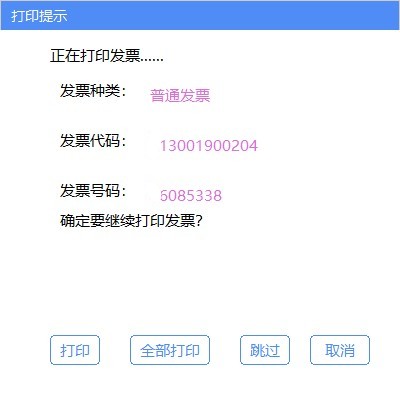 打印提示
正在打印发票......
发票种类： 普通发票
发票代码： 13001900204
发票号码： 6085338
确定要继续打印发票?
打印 全部打印 跳过 取消